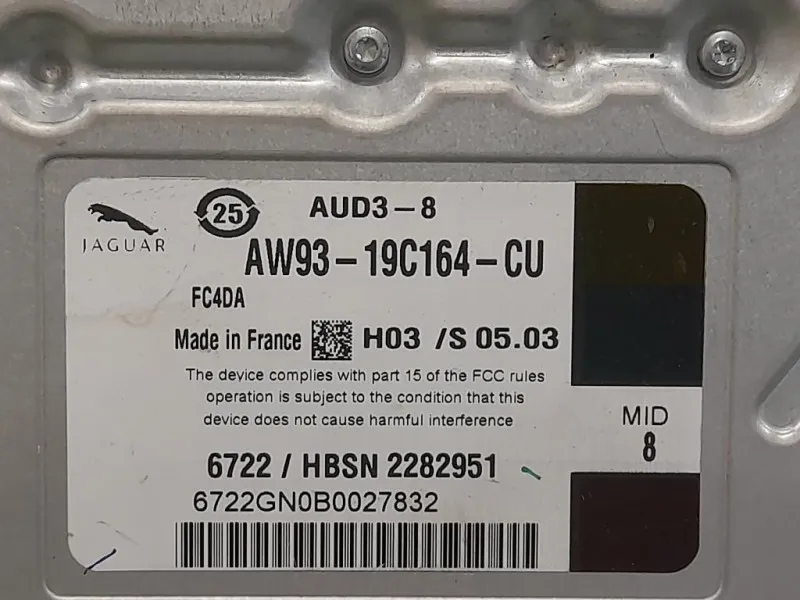 JAGUAR
25
AUD3-8
AW93-19C164-CU
FC4DA
Made in France
H03 /S 05.03
The device complies with part 15 of the FCC rules
operation is subject to the condition that this
device does not cause harmful interference
MID
8
6722 / HBSN 2282951
6722GN0B0027832